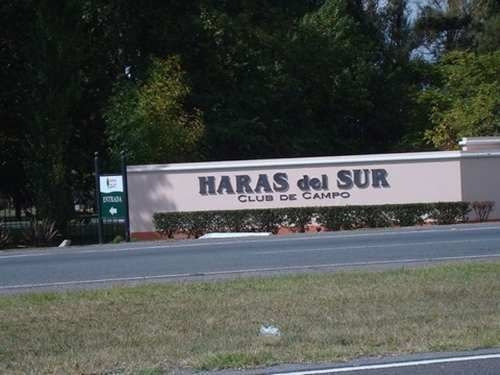 HARAS del SUR
CLUB DE CAMPO
ENTRADA